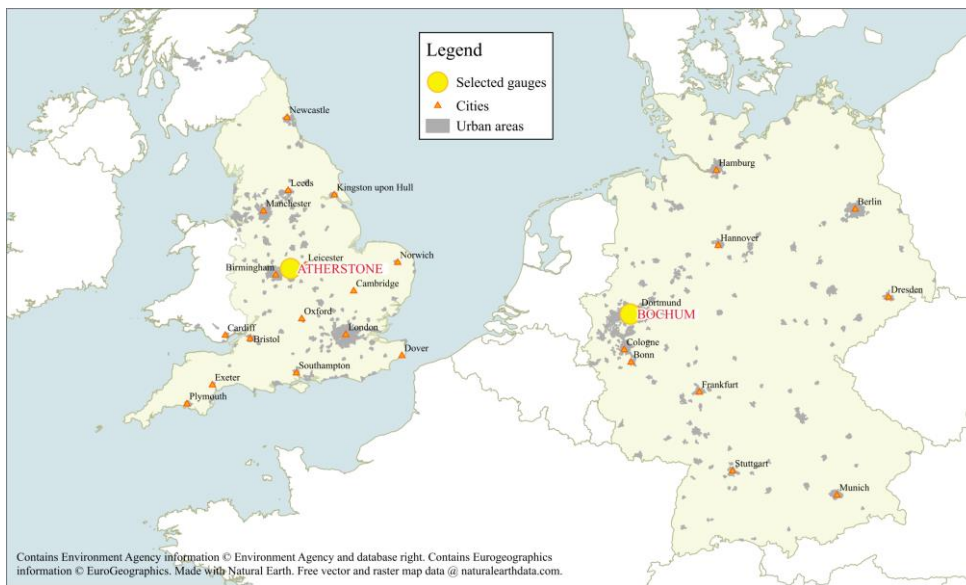 Legend
Selected gauges
Cities
Urban areas
Newcastle
Leeds
Kingston upon Hull
Manchester
Leicester
Birmingham
ATHERSTONE
Norwich
Cambridge
Oxford
London
Cardiff
Bristol
Dover
Southampton
Exeter
Plymouth
Hamburg
Berlin
Hannover
Dresden
Dortmund
BOCHUM
Cologne
Bonn
Frankfurt
Stuttgart
Munich
Contains Environment Agency information © Environment Agency and database right. Contains Eurogeographics
information © EuroGeographics. Made with Natural Earth. Free vector and raster map data @ naturalearthdata.com.